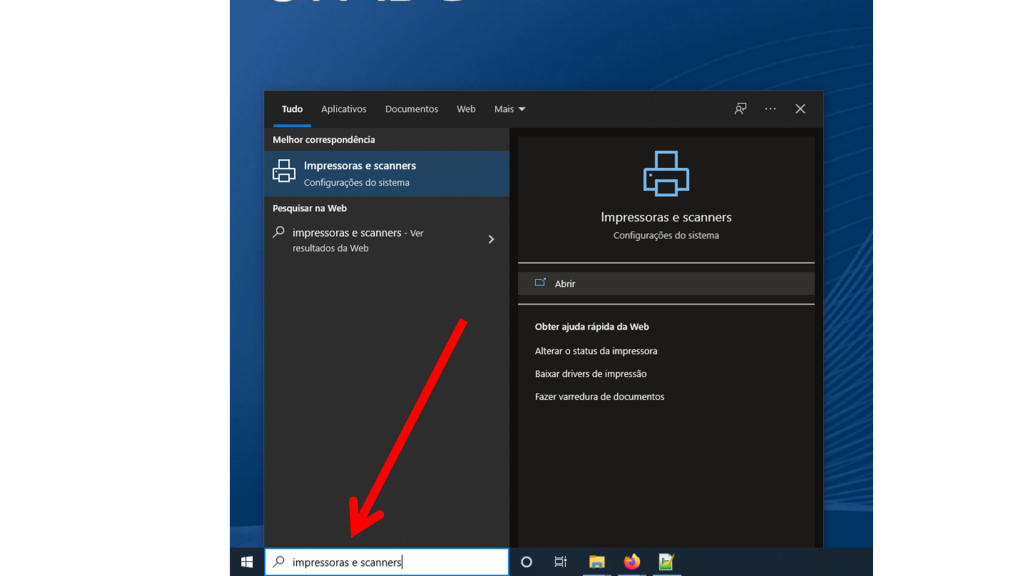 Tudo Aplicativos Documentos Web Mais
Melhor correspondência
Impressoras e scanners
Configurações do sistema
Pesquisar na Web
impressoras e scanners - Ver
resultados da Web
Impressoras e scanners
Configurações do sistema
Abrir
Obter ajuda rápida da Web
Alterar o status da impressora
Baixar drivers de impressão
Fazer varredura de documentos
impressoras e scanners